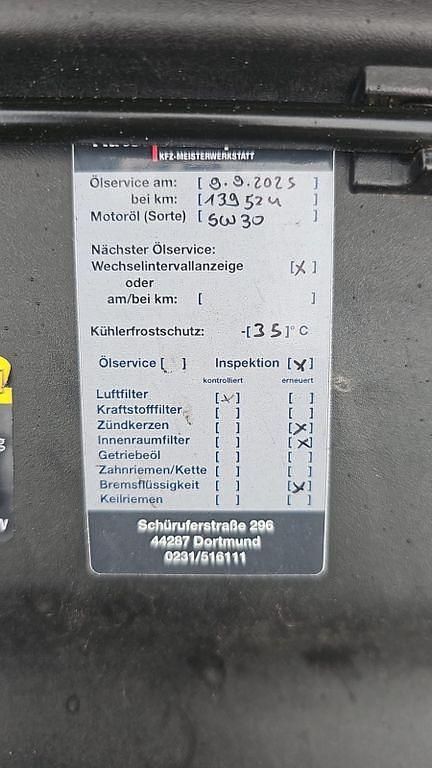 KFZ-MEISTERWERKSTATT
Ölservice am: [ 9.9.2025 ]
bei km: [ 139524 ]
Motoröl (Sorte) [ 5W30 ]
Nächster Ölservice:
Wechselintervallanzeige [X]
oder
am/bei km: [ ]
Kühlerfrostschutz: -[35]° C
Ölservice [ ] Inspektion [X]
kontrolliert erneuert
Luftfilter [X] [ ]
Kraftstofffilter [ ] [ ]
Zündkerzen [ ] [X]
Innenraumfilter [ ] [X]
Getriebeöl [ ] [ ]
Zahnriemen/Kette [ ] [ ]
Bremsflüssigkeit [ ] [X]
Keilriemen [ ] [ ]
Schüruferstraße 296
44287 Dortmund
0231/516111